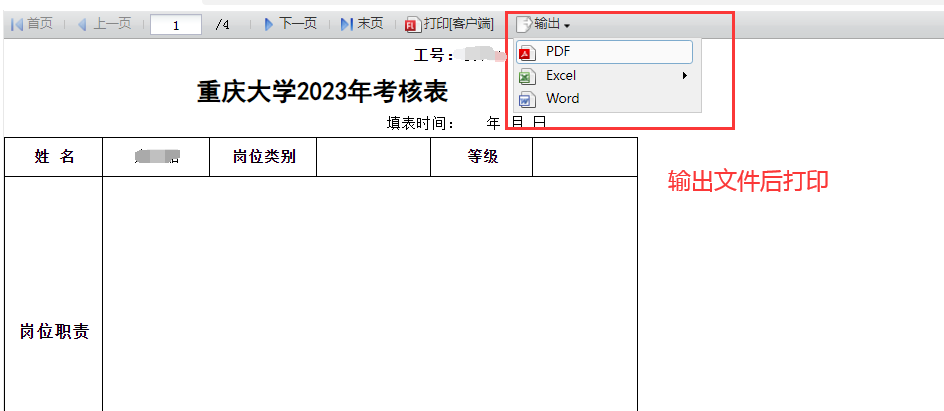 首页 上一页 1 /4 下一页 末页 打印[客户端] 输出
PDF
Excel
Word
工号：
重庆大学2023年考核表
填表时间： 年 月 日
姓 名 岗位类别 等级
输出文件后打印
岗位职责